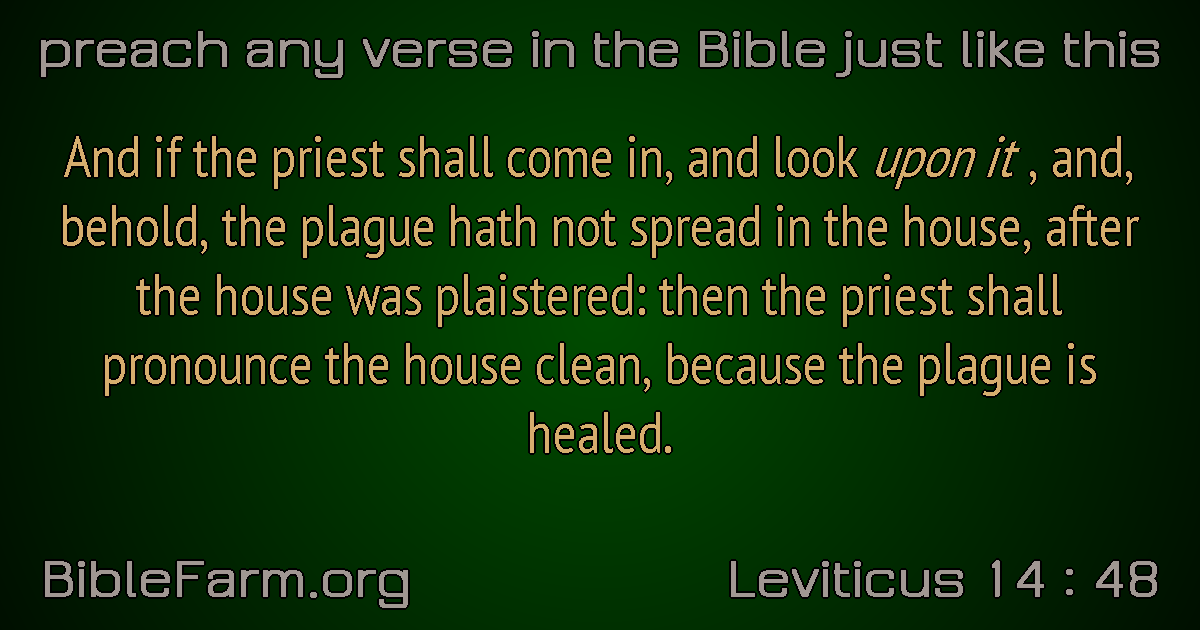 preach any verse in the Bible just like this
And if the priest shall come in, and look upon it , and,
behold, the plague hath not spread in the house, after
the house was plaistered: then the priest shall
pronounce the house clean, because the plague is
healed.
BibleFarm.org
Leviticus 14 : 48